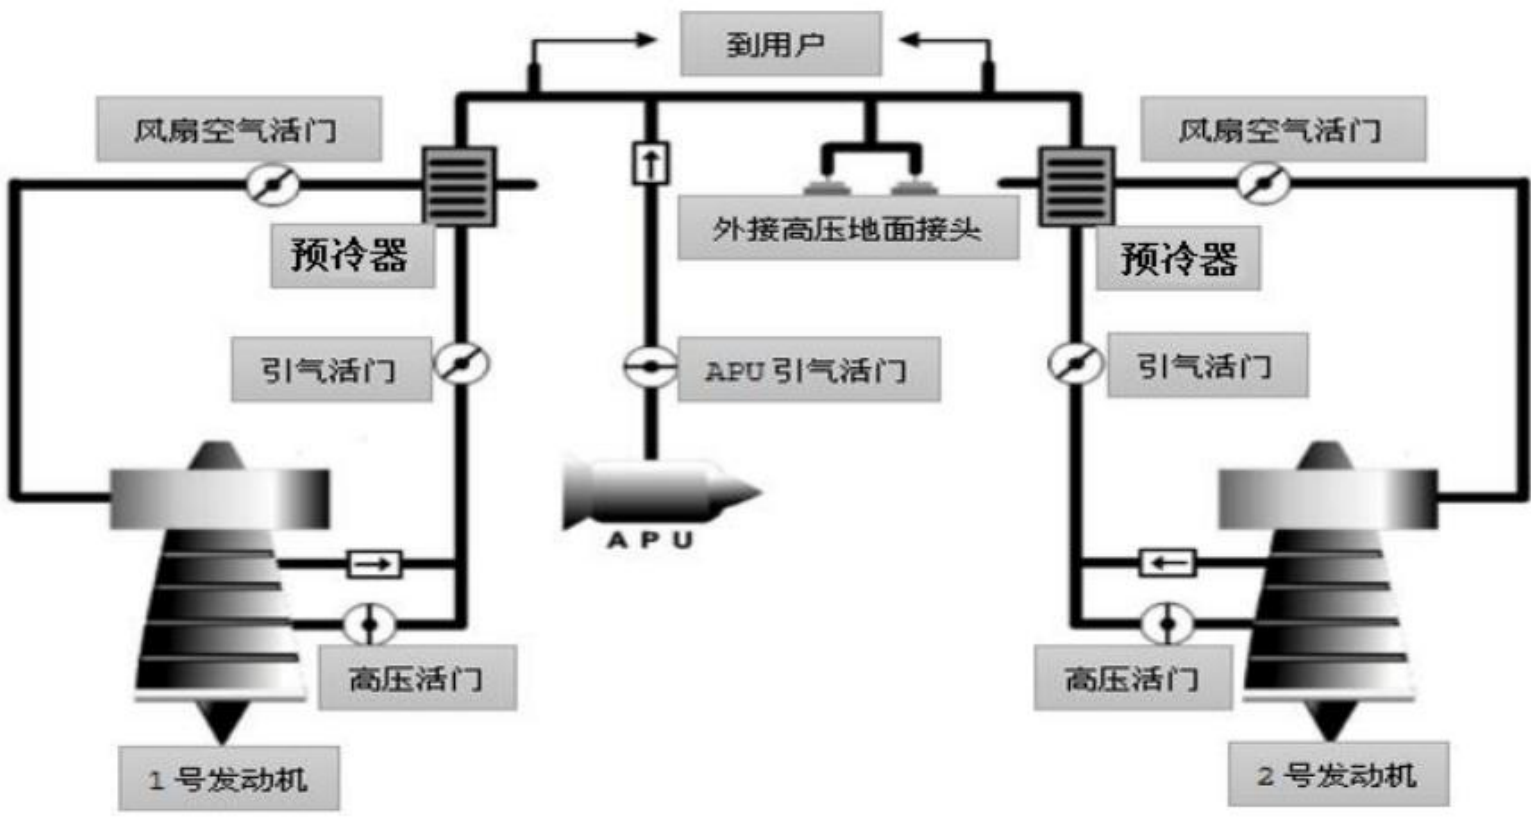 到用户
风扇空气活门
风扇空气活门
外接高压地面接头
预冷器
预冷器
引气活门
APU引气活门
引气活门
APU
高压活门
高压活门
1号发动机
2号发动机